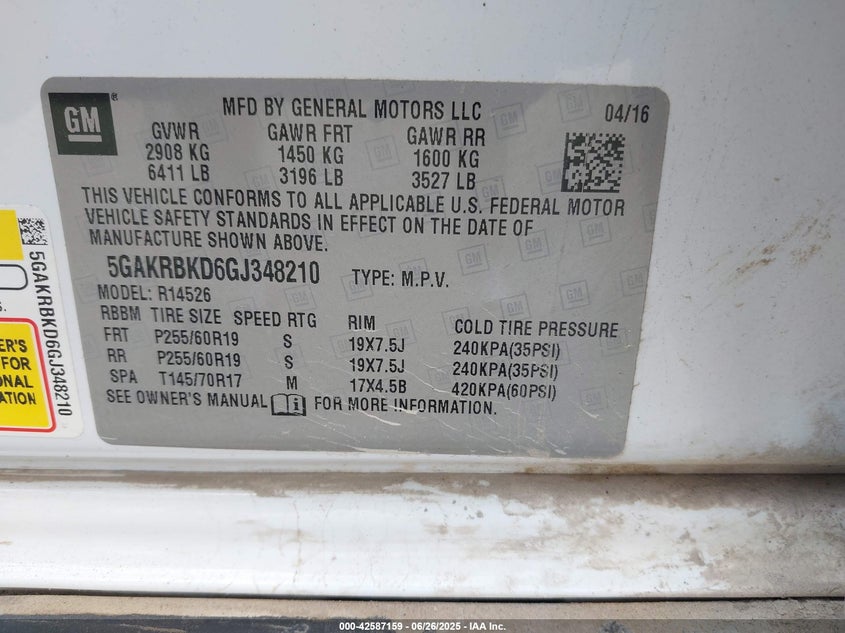 GM
MFD BY GENERAL MOTORS LLC 04/16
GVWR GAWR FRT GAWR RR
2908 KG 1450 KG 1600 KG
6411 LB 3196 LB 3527 LB
THIS VEHICLE CONFORMS TO ALL APPLICABLE U.S. FEDERAL MOTOR
VEHICLE SAFETY STANDARDS IN EFFECT ON THE DATE OF
MANUFACTURE SHOWN ABOVE.
5GAKRBKD6GJ348210 TYPE: M.P.V.
MODEL: R14526
RBBM TIRE SIZE SPEED RTG RIM COLD TIRE PRESSURE
FRT P255/60R19 S 19X7.5J 240KPA(35PSI)
RR P255/60R19 S 19X7.5J 240KPA(35PSI)
SPA T145/70R17 M 17X4.5B 420KPA(60PSI)
SEE OWNER'S MANUAL FOR MORE INFORMATION.
5GAKRBKD6GJ348210
FOR
000-42587159 - 06/26/2025 - IAA Inc.